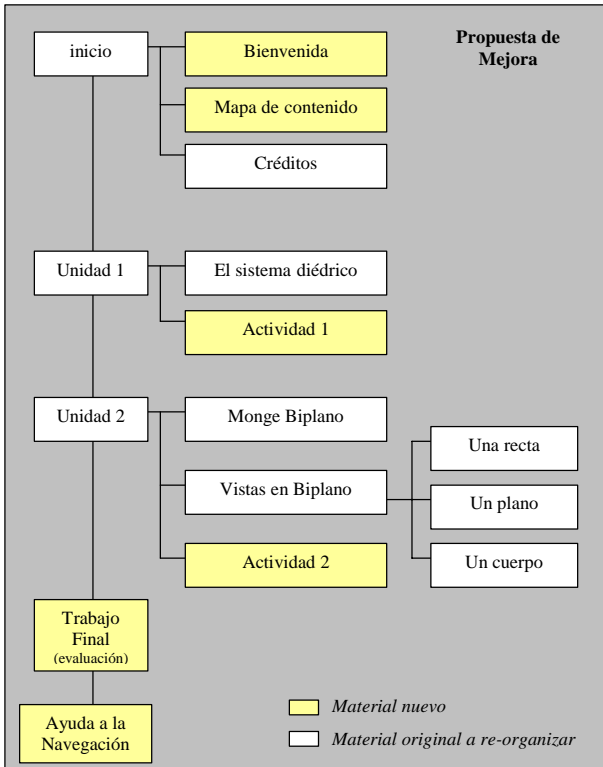 Propuesta de
Mejora
inicio
Bienvenida
Mapa de contenido
Créditos
Unidad 1
El sistema diédrico
Actividad 1
Unidad 2
Monge Biplano
Vistas en Biplano
Una recta
Un plano
Un cuerpo
Actividad 2
Trabajo
Final
(evaluación)
Ayuda a la
Navegación
Material nuevo
Material original a re-organizar